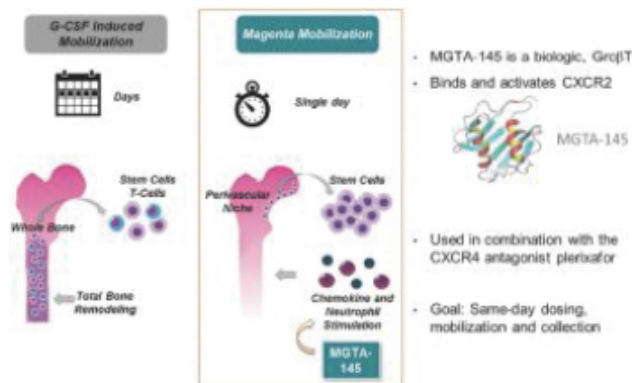 G-CSF Induced
Mobilization
Days
Stem Cells
T-Cells
Whole Bone
Total Bone
Remodeling
Magenta Mobilization
Single day
Perivascular
Niche
Stem Cells
Chemokine and
Neutrophil
Stimulation
MGTA-
145
- MGTA-145 is a biologic, GroβT
- Binds and activates CXCR2
MGTA-145
- Used in combination with the
CXCR4 antagonist plerixafor
- Goal: Same-day dosing,
mobilization and collection